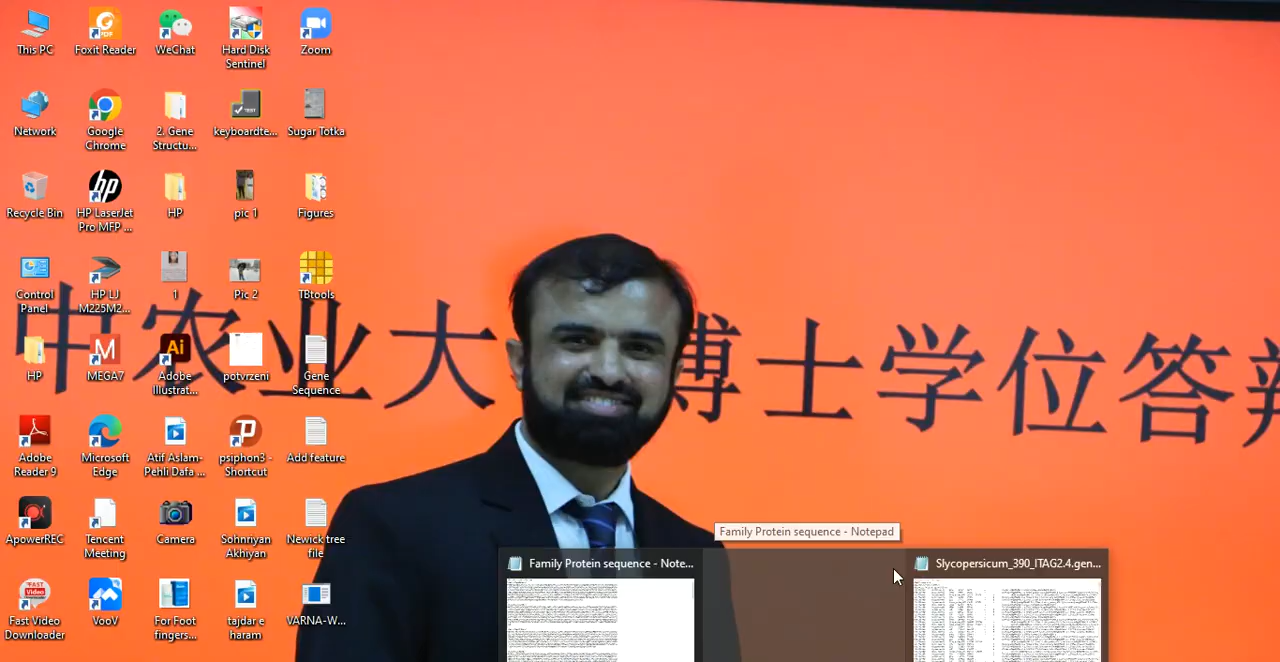 This PC
Foxit Reader
WeChat
Hard Disk
Sentinel
Zoom
Network
Google
Chrome
2. Gene
Structu...
keyboardte...
Sugar Totka
Recycle Bin
HP LaserJet
Pro MFP ...
HP
pic 1
Figures
Control
Panel
HP LJ
M225M2...
1
Pic 2
TBtools
HP
MEGA7
Adobe
Illustrat...
potvrzeni
Gene
Sequence
中农业大 博士学位答辩
Adobe
Reader 9
Microsoft
Edge
Atif Aslam-
Pehli Dafa ...
psiphon3 -
Shortcut
Add feature
ApowerREC
Tencent
Meeting
Camera
Sohnriyan
Akhiyan
Newick tree
file
Fast Video
Downloader
VooV
For Foot
fingers...
tajdar e
haram
VARNA-W...
Family Protein sequence - Notepad
Family Protein sequence - Note...
Slycopersicum_390_ITAG2.4.gen...